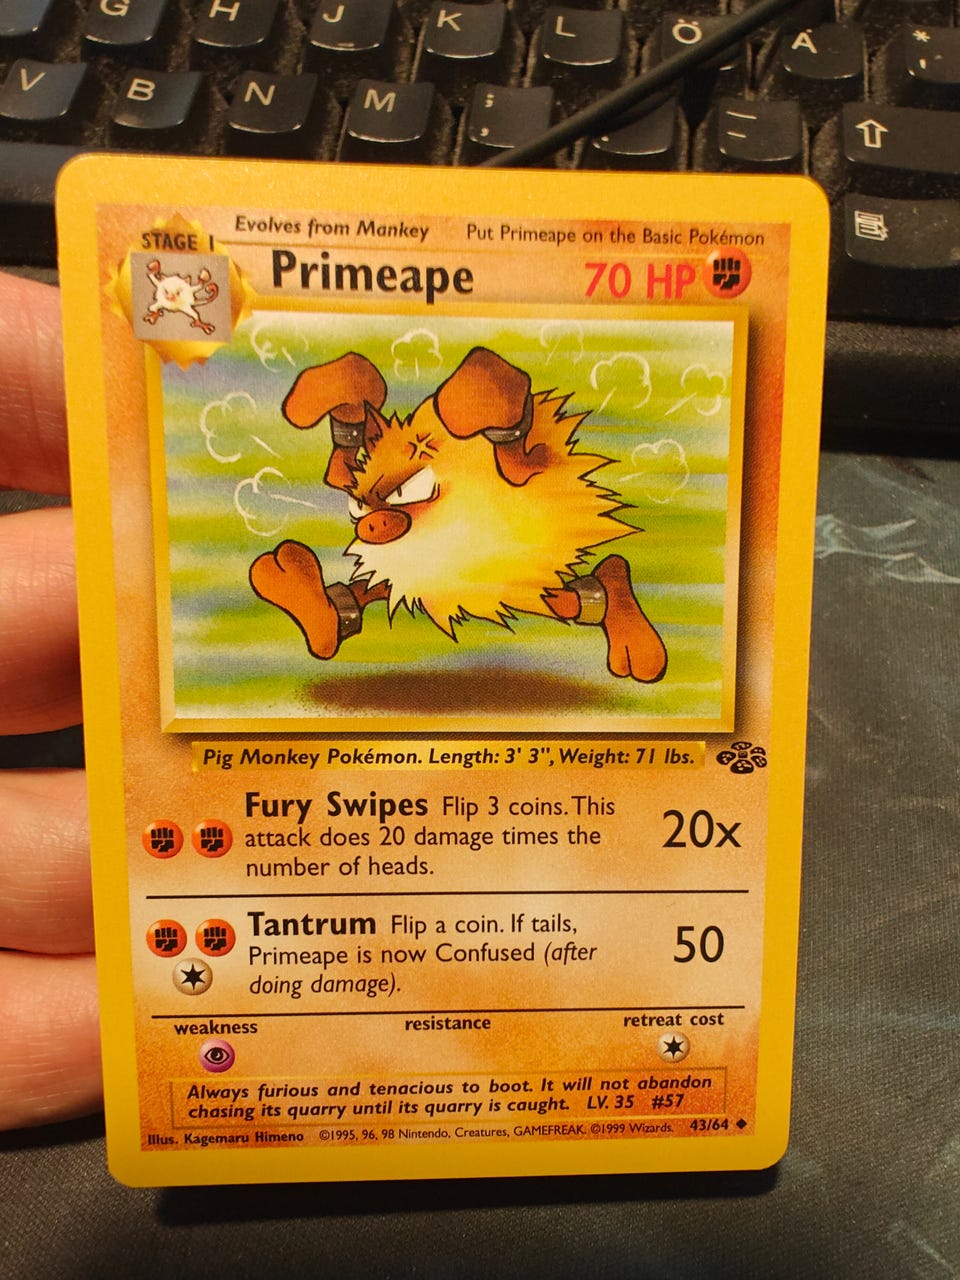 G H J K L Ö Ä *
'
V B N M ; :
, . _
-
STAGE 1
Evolves from Mankey
Put Primeape on the Basic Pokémon
Primeape
70 HP
Pig Monkey Pokémon. Length: 3' 3", Weight: 71 lbs.
Fury Swipes Flip 3 coins. This
attack does 20 damage times the
number of heads.
20x
Tantrum Flip a coin. If tails,
Primeape is now Confused (after
doing damage).
50
weakness
resistance
retreat cost
Always furious and tenacious to boot. It will not abandon
chasing its quarry until its quarry is caught. LV. 35 #57
Illus. Kagemaru Himeno ©1995, 96, 98 Nintendo, Creatures, GAMEFREAK. ©1999 Wizards. 43/64